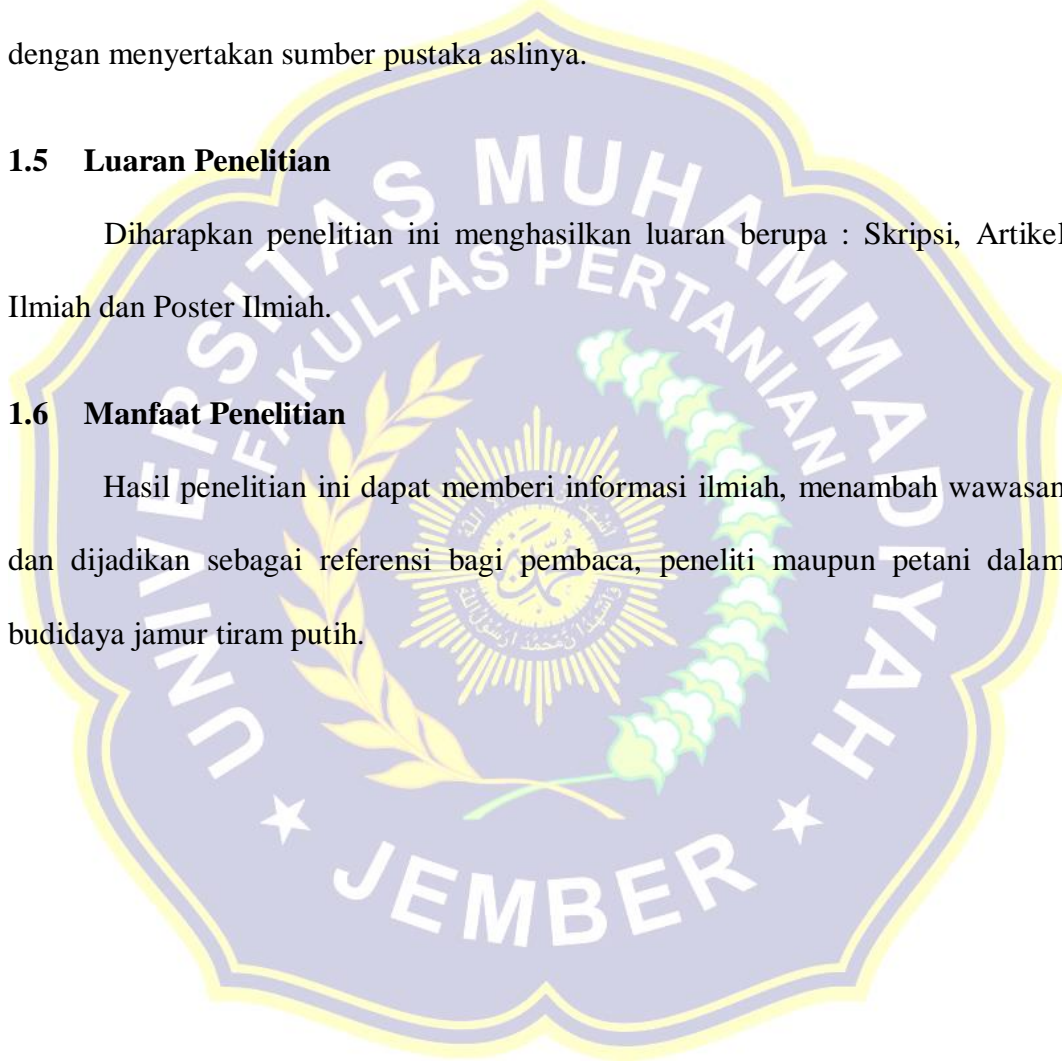 dengan menyertakan sumber pustaka aslinya.
1.5 Luaran Penelitian
Diharapkan penelitian ini menghasilkan luaran berupa : Skripsi, Artikel
Ilmiah dan Poster Ilmiah.
1.6 Manfaat Penelitian
Hasil penelitian ini dapat memberi informasi ilmiah, menambah wawasan
dan dijadikan sebagai referensi bagi pembaca, peneliti maupun petani dalam
budidaya jamur tiram putih.
UNIVERSITAS MUHAMMADIYAH
FAKULTAS PERTANIAN
JEMBER